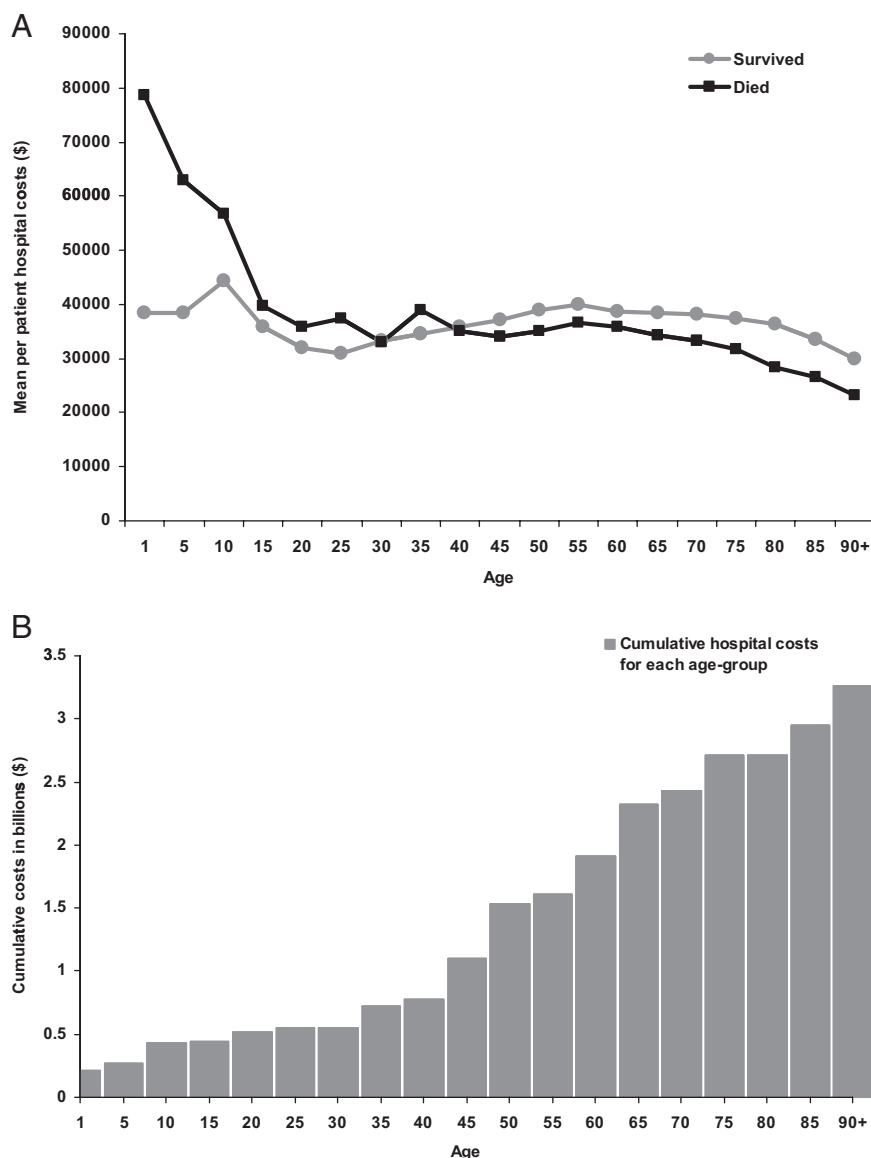 A
90000
80000
70000
60000
50000
40000
30000
20000
10000
0
Mean per patient hospital costs ($)
Survived
Died
1 5 10 15 20 25 30 35 40 45 50 55 60 65 70 75 80 85 90+
Age
B
3.5
3
2.5
2
1.5
1
0.5
0
Cumulative costs in billions ($)
Cumulative hospital costs
for each age-group
1 5 10 15 20 25 30 35 40 45 50 55 60 65 70 75 80 85 90+
Age